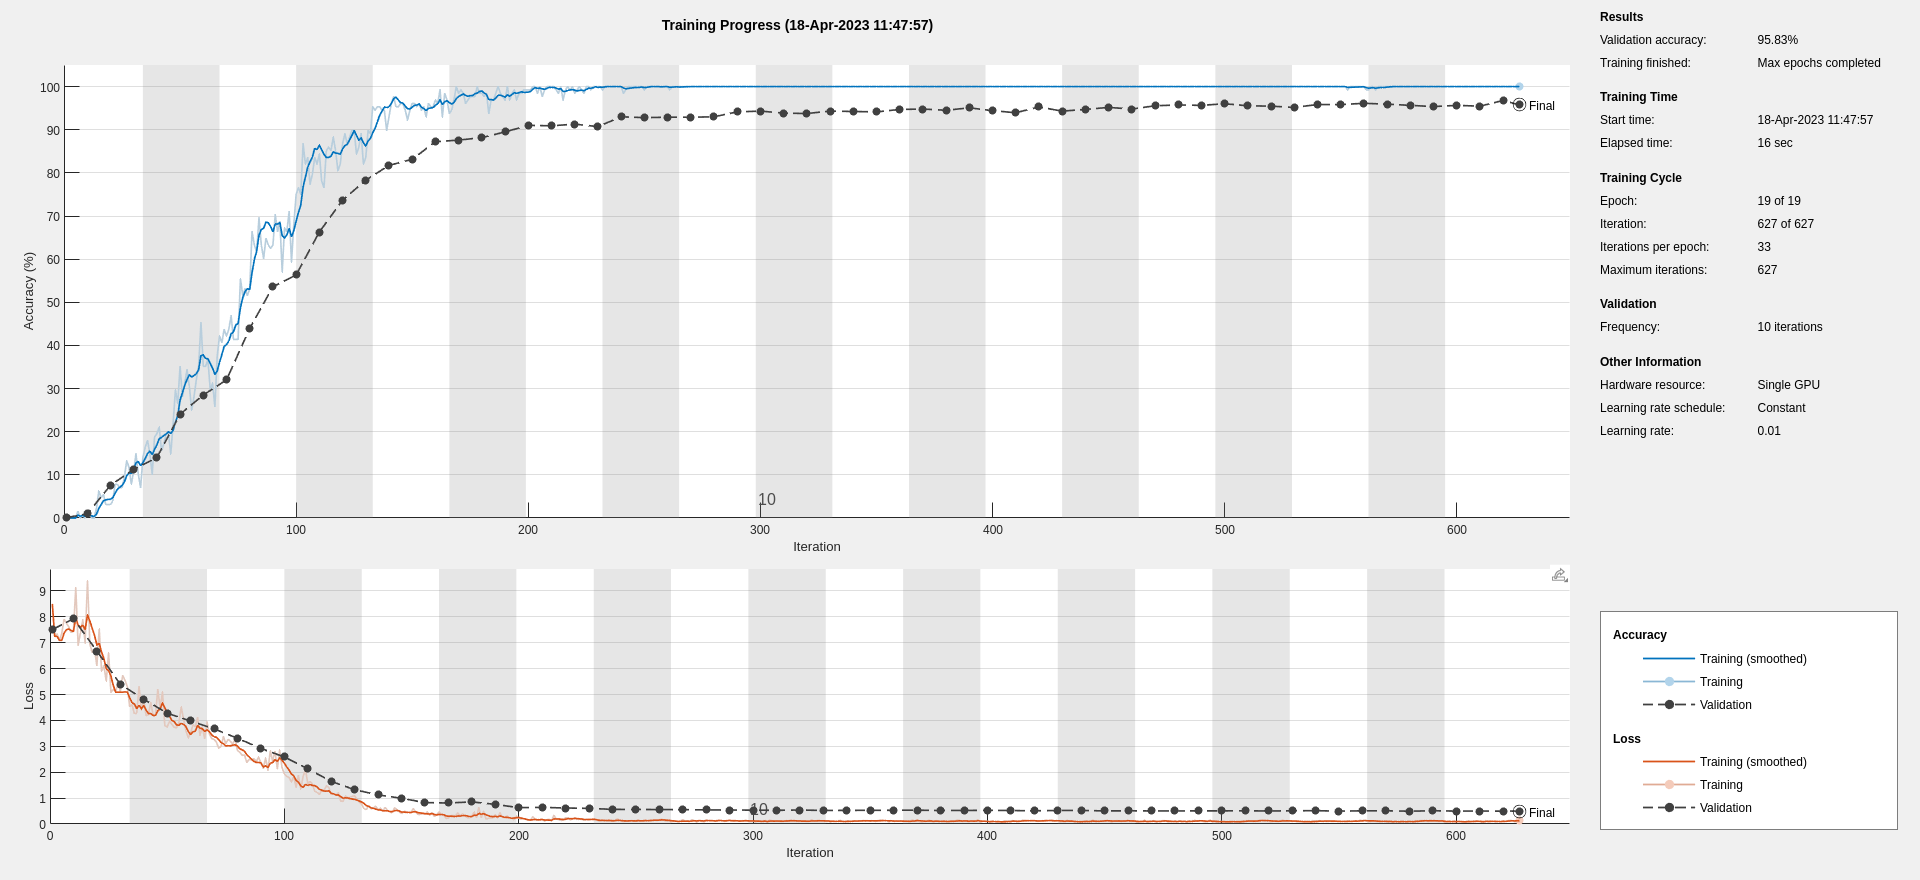 Training Progress (18-Apr-2023 11:47:57)
100
90
80
70
60
50
40
30
20
10
0
Accuracy (%)
Final
10
0
100
200
300
400
500
600
Iteration
9
8
7
6
5
4
3
2
1
0
Loss
10
Final
0
100
200
300
400
500
600
Iteration
Results
Validation accuracy: 95.83%
Training finished: Max epochs completed
Training Time
Start time: 18-Apr-2023 11:47:57
Elapsed time: 16 sec
Training Cycle
Epoch: 19 of 19
Iteration: 627 of 627
Iterations per epoch: 33
Maximum iterations: 627
Validation
Frequency: 10 iterations
Other Information
Hardware resource: Single GPU
Learning rate schedule: Constant
Learning rate: 0.01
Accuracy
Training (smoothed)
Training
Validation
Loss
Training (smoothed)
Training
Validation